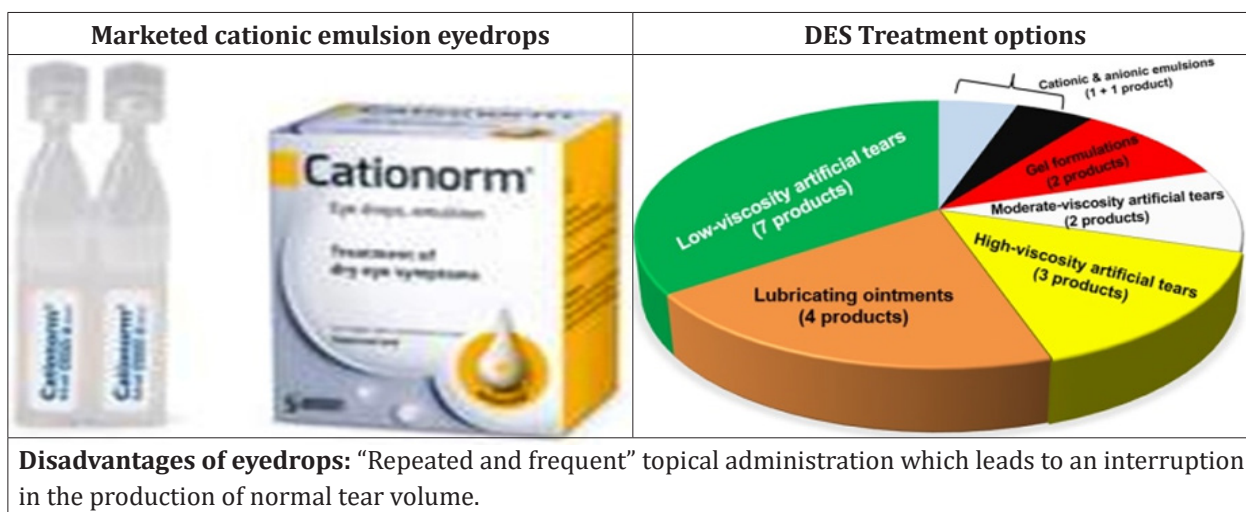 Marketed cationic emulsion eyedrops
DES Treatment options
Cationorm®
Eye drops, emulsion
Treatment of
dry eye symptoms
Cationorm®
Cationorm®
Cationic & anionic emulsions
(1 + 1 product)
Gel formulations
(2 products)
Moderate-viscosity artificial tears
(2 products)
High-viscosity artificial tears
(3 products)
Lubricating ointments
(4 products)
Low-viscosity artificial tears
(7 products)
Disadvantages of eyedrops: “Repeated and frequent” topical administration which leads to an interruption
in the production of normal tear volume.